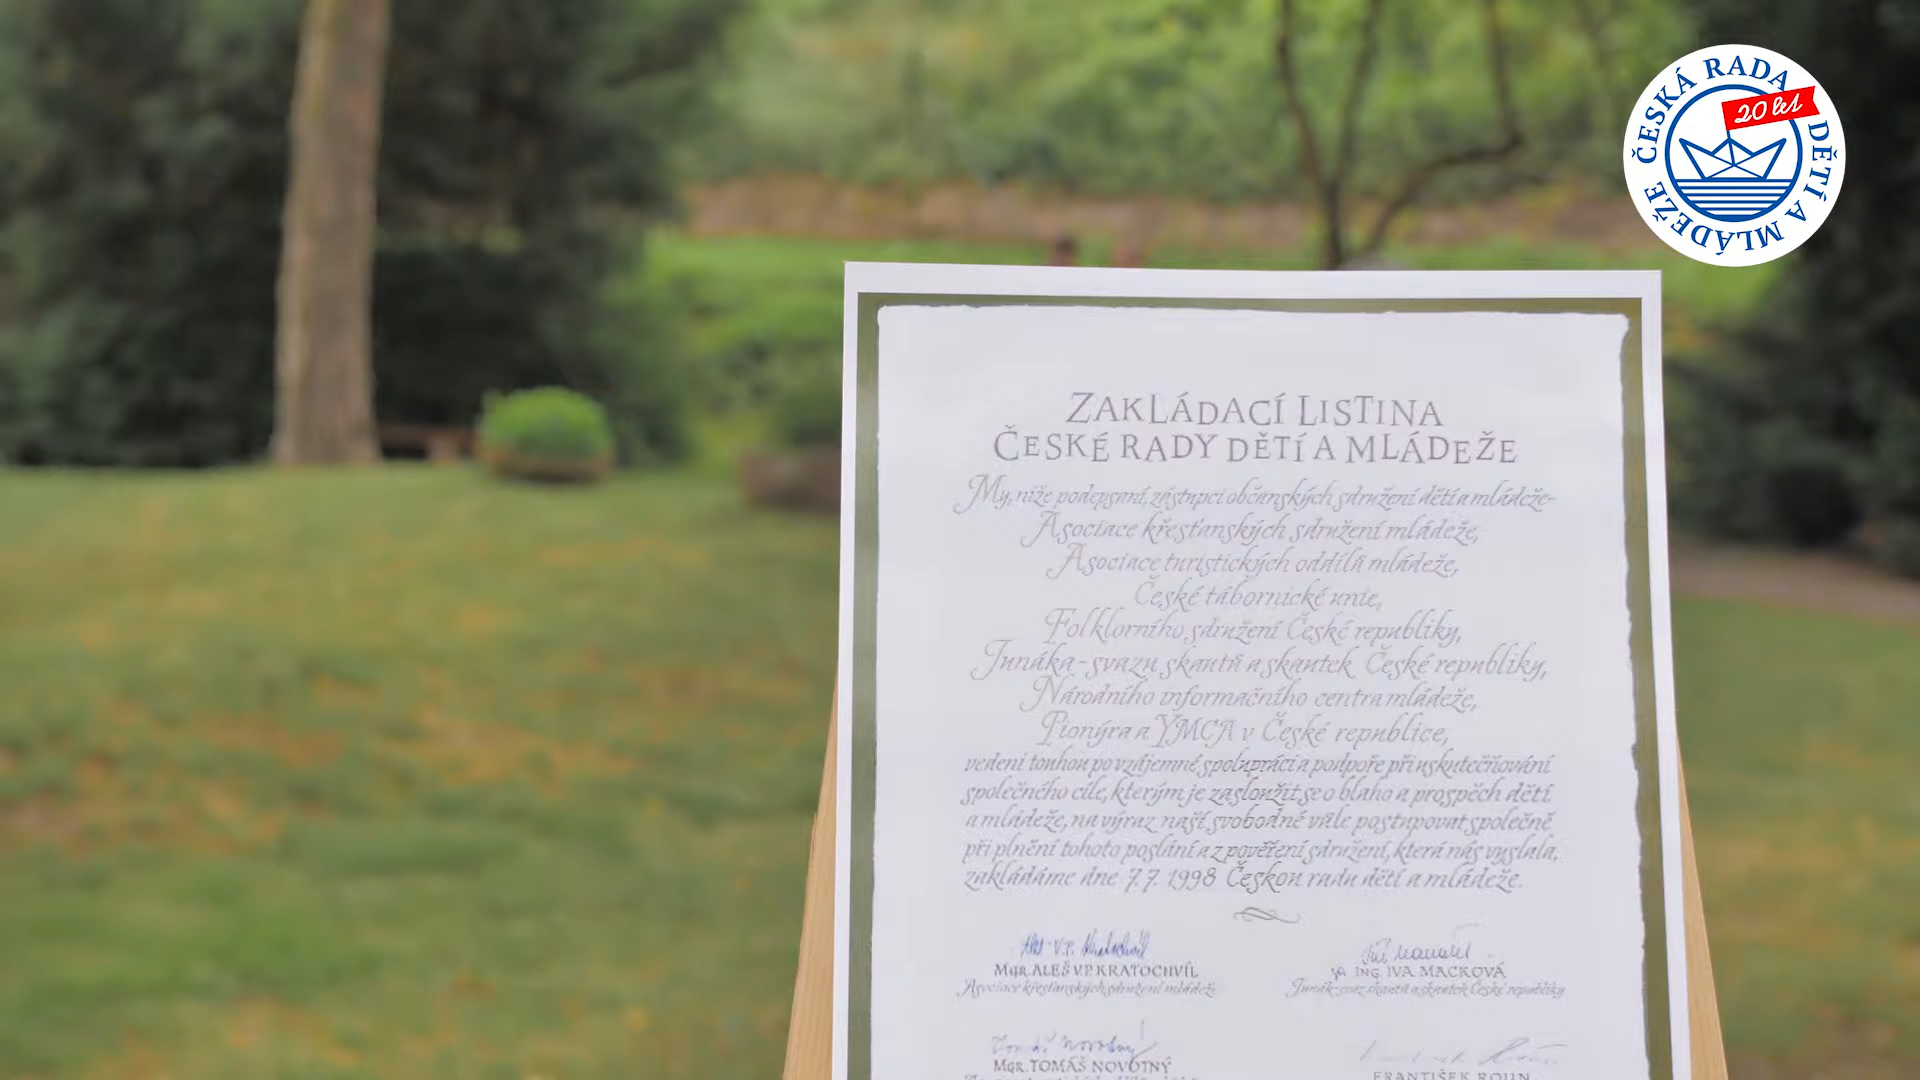 ČESKÁ RADA DĚTÍ A MLÁDEŽE
20 let
ZAKLÁDACÍ LISTINA
ČESKÉ RADY DĚTÍ A MLÁDEŽE
My, níže podepsaní, zástupci občanských sdružení dětí a mládeže-
Asociace křesťanských sdružení mládeže,
Asociace turistických oddílů mládeže,
České tábornické unie,
Folklorního sdružení České republiky,
Junáka-svazu skautů a skautek České republiky,
Národního informačního centra mládeže,
Pionýra a YMCA v České republice,
vedeni touhou po vzájemné spolupráci a podpoře při uskutečňování
společného cíle, kterým je zasloužit se o blaho a prospěch dětí
a mládeže, na výraz naší svobodné vůle postupovat společně
při plnění tohoto poslání a z pověření sdružení, která nás vyslala,
zakládáme dne 7.7. 1998 Českou radu dětí a mládeže.
MGR. ALEŠ V.P. KRATOCHVÍL
Asociace křesťanských sdružení mládeže
ING. IVA MACKOVÁ
Junák-svaz skautů a skautek České republiky
Tomáš Novotný
MGR. TOMÁŠ NOVOTNÝ
FRANTIŠEK